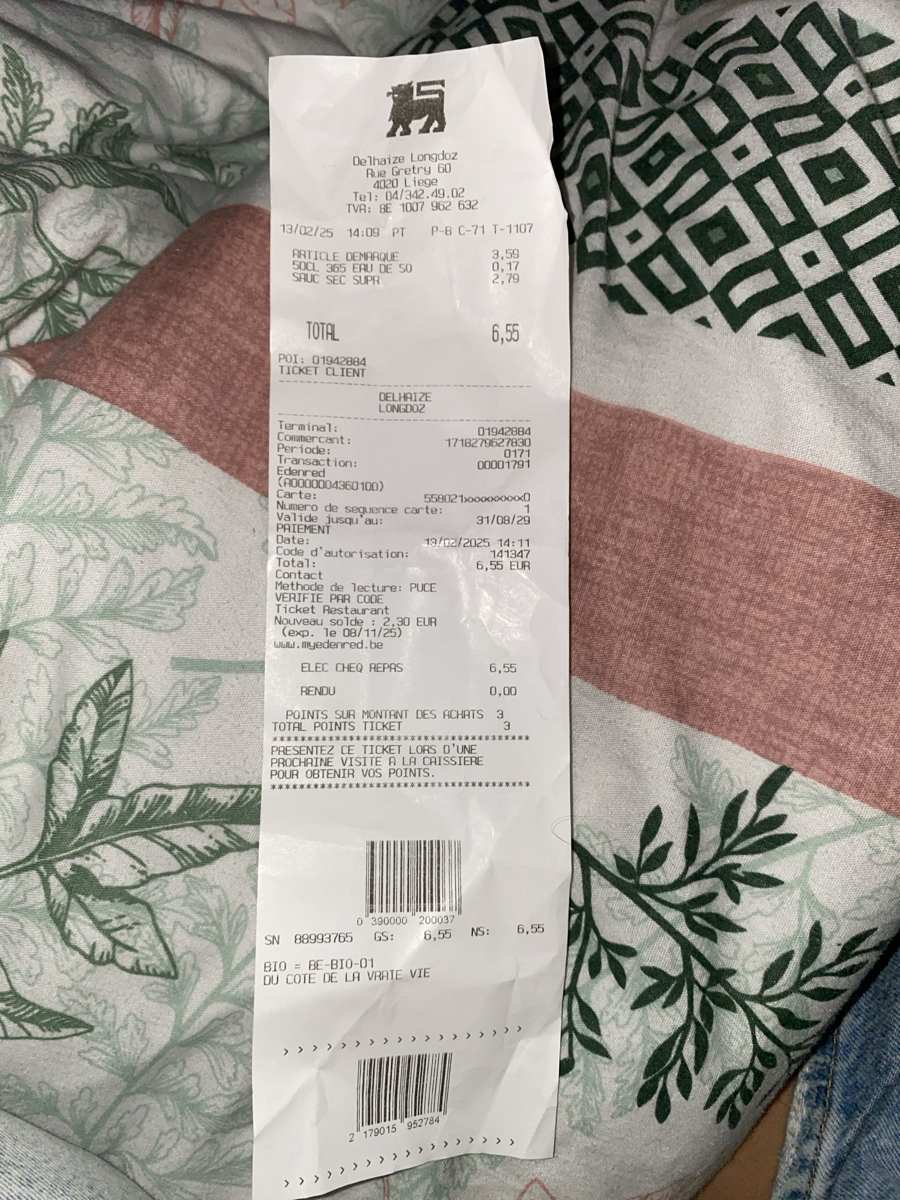 Delhaize Longdoz
Rue Gretry 60
4020 Liege
Tel: 04/342.49.02
TVA: BE 1007 962 632
13/02/25 14:09 PT P-8 C-71 T-1107
ARTICLE DEMARQUE 3,59
50CL 365 EAU DE SO 0,17
SAUC SEC SUPR 2,79
TOTAL 6,55
POI: 01942884
TICKET CLIENT
DELHAIZE
LONGDOZ
Terminal: 01942884
Commercant: 1718279627830
Periode: 0171
Transaction: 00001791
Edenred
(A0000004360100)
Carte: 558021xxxxxxxxx0
Numero de sequence carte: 1
Valide jusqu'au: 31/08/29
PAIEMENT
Date: 13/02/2025 14:11
Code d'autorisation: 141347
Total: 6,55 EUR
Contact
Methode de lecture: PUCE
VERIFIE PAR CODE
Ticket Restaurant
Nouveau solde : 2,30 EUR
(exp. le 08/11/25)
www.myedenred.be
ELEC CHEQ REPAS 6,55
RENDU 0,00
POINTS SUR MONTANT DES ACHATS 3
TOTAL POINTS TICKET 3
*********************************
PRESENTEZ CE TICKET LORS D'UNE
PROCHAINE VISITE A LA CAISSIERE
POUR OBTENIR VOS POINTS.
*********************************
0 390000 200037
SN 88993765 GS: 6,55 NS: 6,55
BIO = BE-BIO-01
DU COTE DE LA VRAIE VIE
> > > > > > > > > > > > > > > > >
2 179015 952784
> > > > > > > > > > > > > > > > >